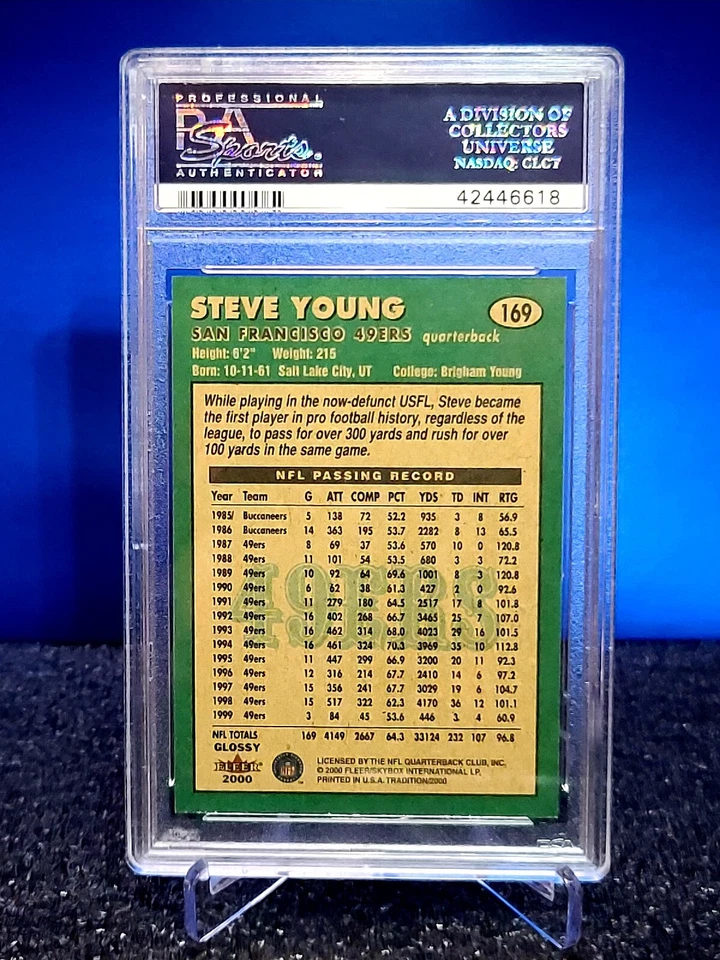 PROFESSIONAL
PSA
Sports
AUTHENTICATOR
A DIVISION OF
COLLECTORS
UNIVERSE
NASDAQ: CLCT
42446618
STEVE YOUNG 169
SAN FRANCISCO 49ERS quarterback
Height: 6'2" Weight: 215
Born: 10-11-61 Salt Lake City, UT College: Brigham Young
While playing in the now-defunct USFL, Steve became
the first player in pro football history, regardless of the
league, to pass for over 300 yards and rush for over
100 yards in the same game.
NFL PASSING RECORD
Year Team G ATT COMP PCT YDS TD INT RTG
1985 Buccaneers 5 138 72 52.2 935 3 8 56.9
1986 Buccaneers 14 363 195 53.7 2282 8 13 65.5
1987 49ers 8 69 37 53.6 570 10 0 120.8
1988 49ers 11 101 54 53.5 680 3 3 72.2
1989 49ers 10 92 64 69.6 1001 8 3 120.8
1990 49ers 6 62 38 61.3 427 2 0 92.6
1991 49ers 11 279 180 64.5 2517 17 8 101.8
1992 49ers 16 402 268 66.7 3465 25 7 107.0
1993 49ers 16 462 314 68.0 4023 29 16 101.5
1994 49ers 16 461 324 70.3 3969 35 10 112.8
1995 49ers 11 447 299 66.9 3200 20 11 92.3
1996 49ers 12 316 214 67.7 2410 14 6 97.2
1997 49ers 15 356 241 67.7 3029 19 6 104.7
1998 49ers 15 517 322 62.3 4170 36 12 101.1
1999 49ers 3 84 45 53.6 446 3 4 60.9
NFL TOTALS 169 4149 2667 64.3 33124 232 107 96.8
49ERS
GLOSSY
FLEER
2000
LICENSED BY THE NFL QUARTERBACK CLUB, INC.
© 2000 FLEER/SKYBOX INTERNATIONAL LP.
PRINTED IN U.S.A. TRADITION/2000